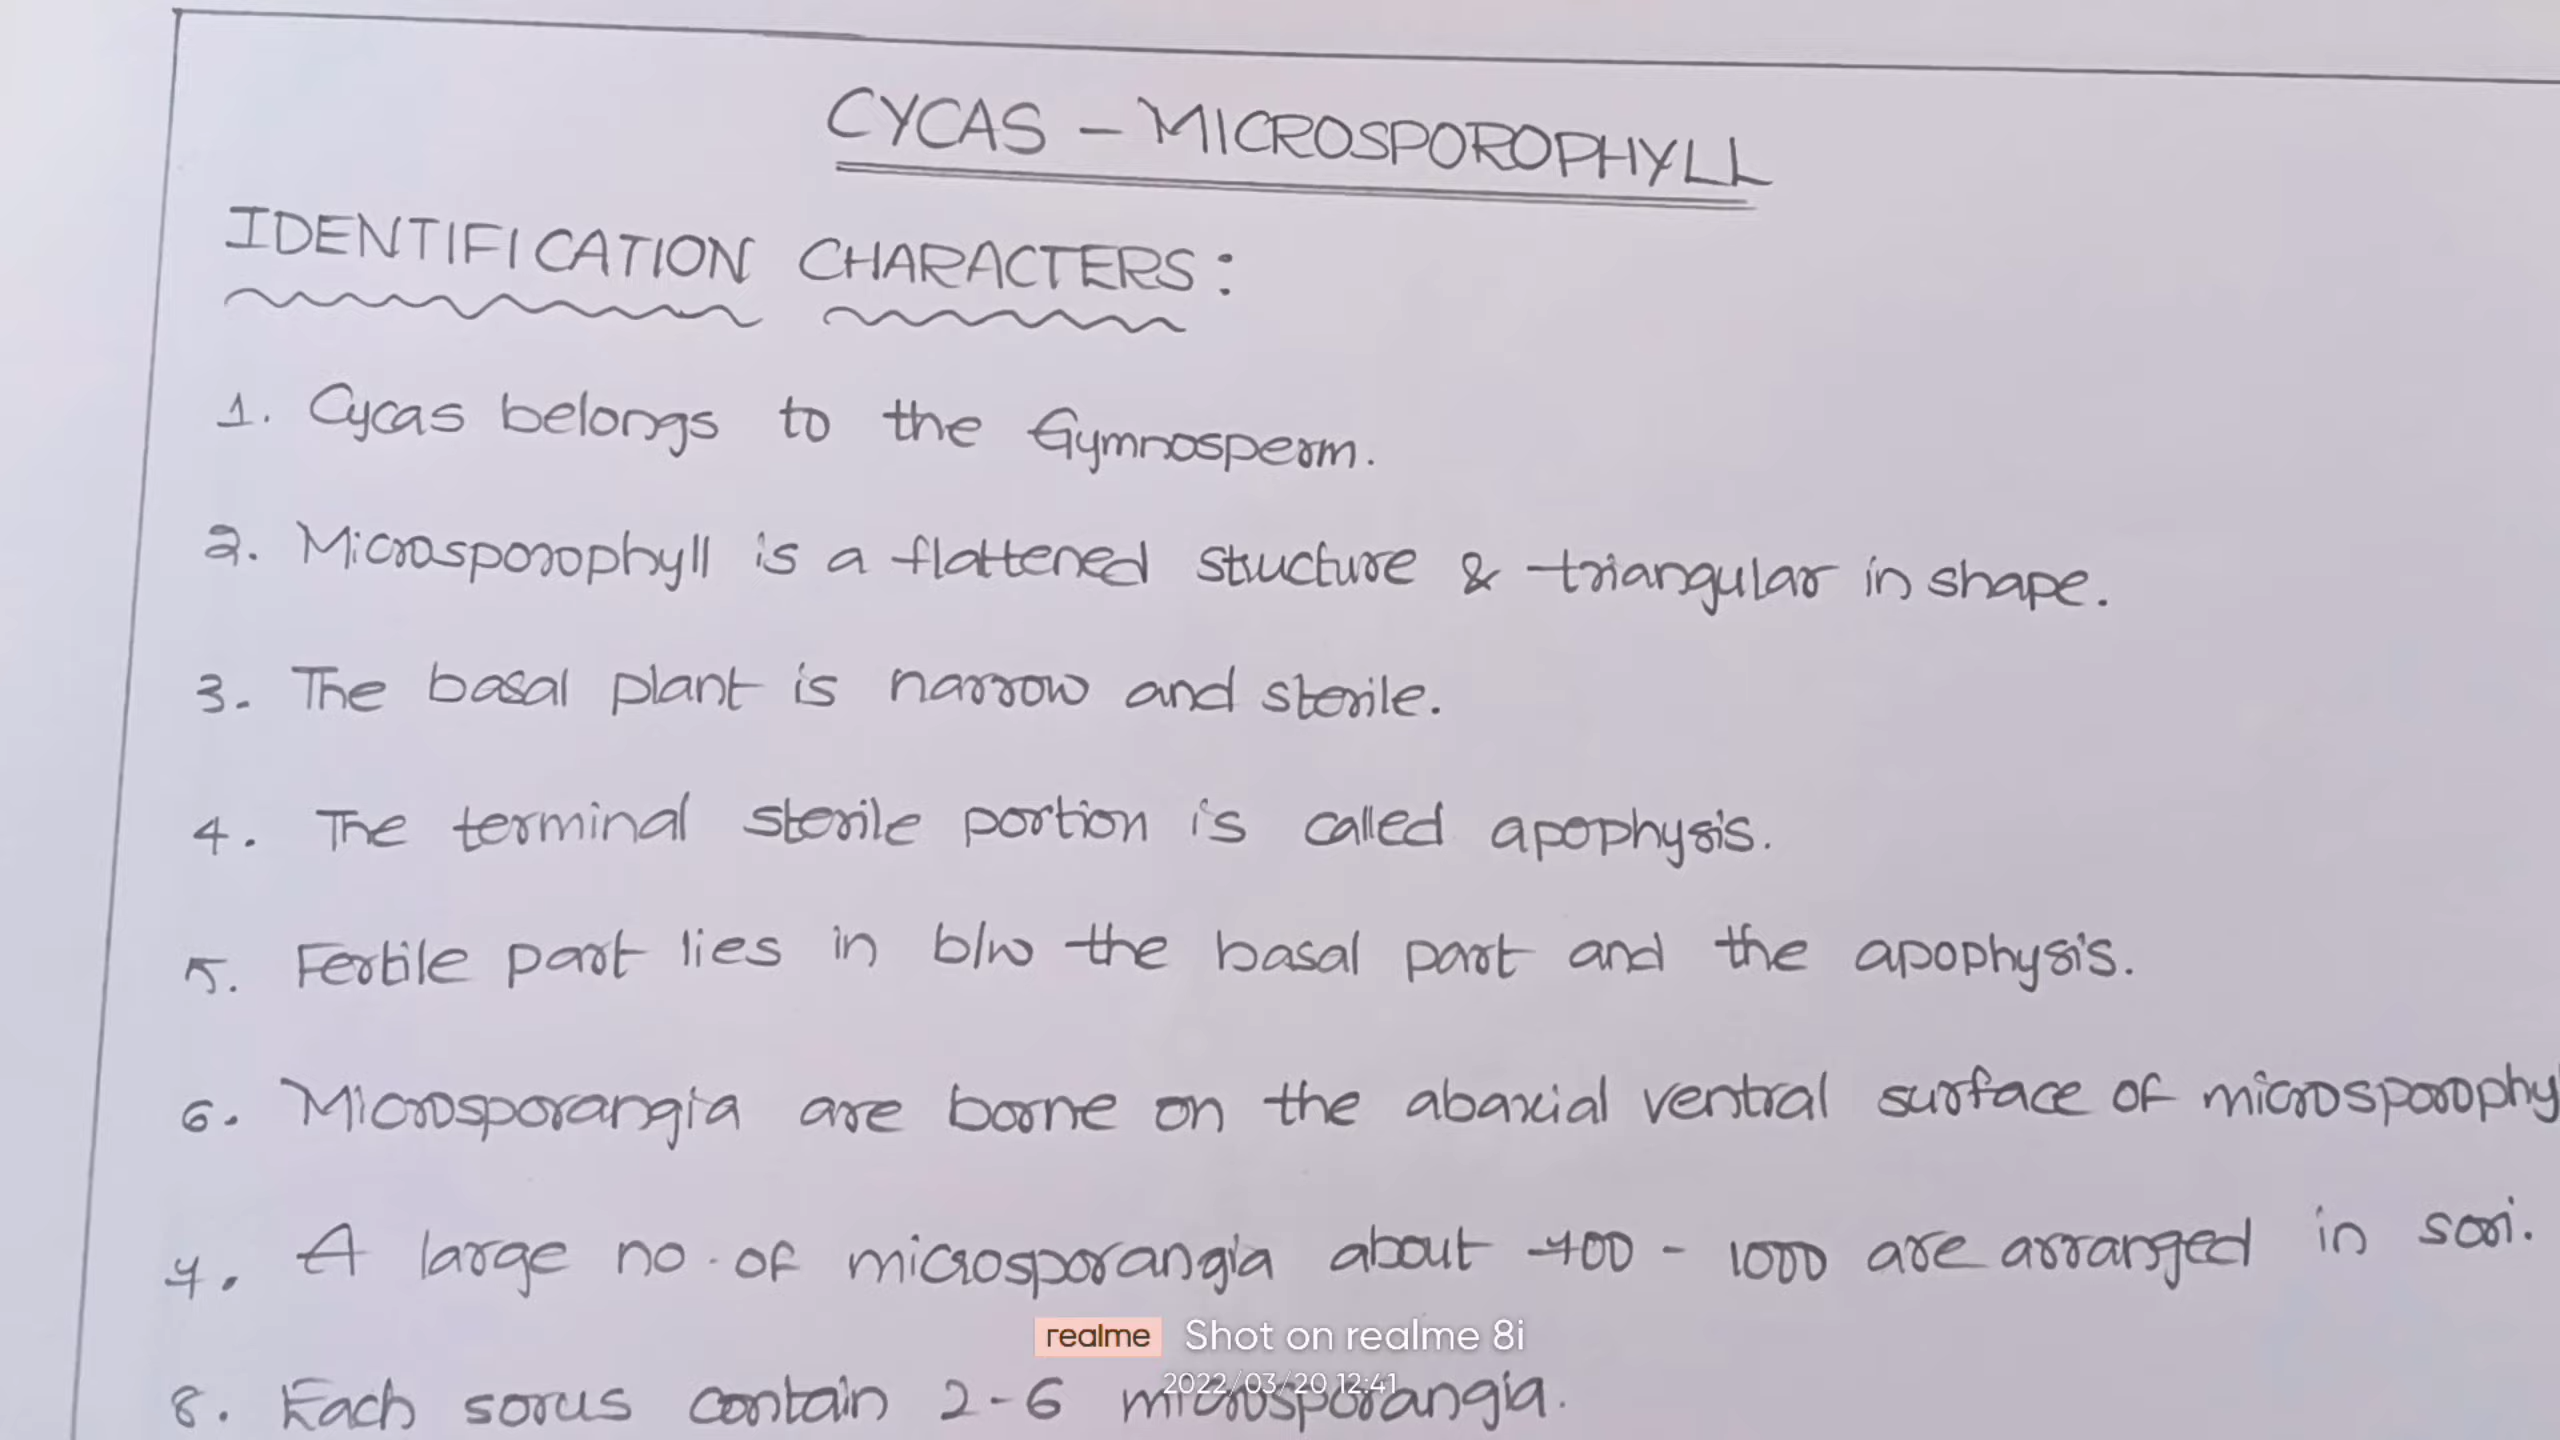 CYCAS - MICROSPOROPHYLL
IDENTIFICATION CHARACTERS:
1. Cycas belongs to the Gymnosperm.
2. Microsporophyll is a flattened structure & triangular in shape.
3. The basal plant is narrow and sterile.
4. The terminal sterile portion is called apophysis.
5. Fertile part lies in b/w the basal part and the apophysis.
6. Microsporangia are borne on the abaxial ventral surface of microsporophy
7. A large no. of microsporangia about 700 - 1000 are arranged in sori.
realme Shot on realme 8i
2022/03/20 12:41
8. Each sorus contain 2-6 microsporangia.